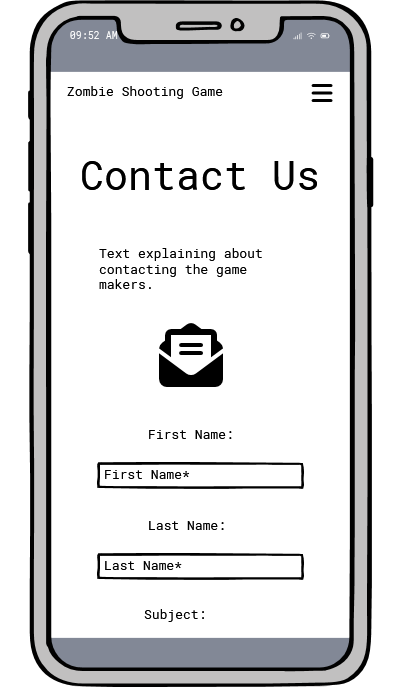 09:52 AM
Zombie Shooting Game
Contact Us
Text explaining about
contacting the game
makers.
First Name:
First Name*
Last Name:
Last Name*
Subject: